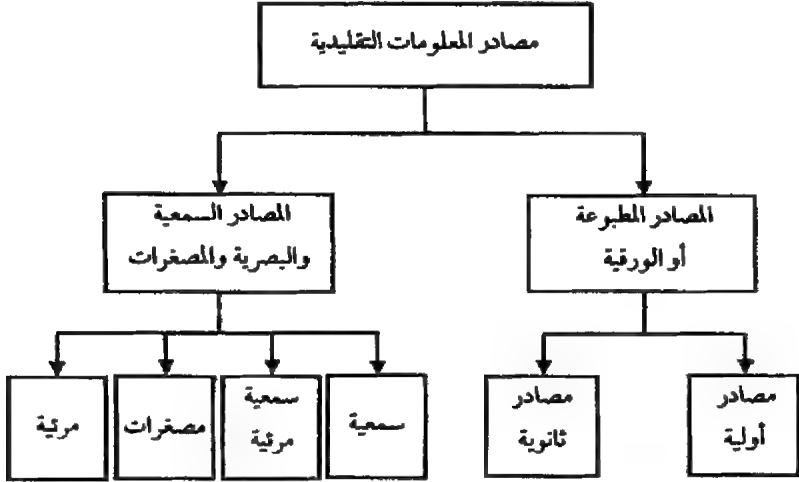 مصادر المعلومات التقليدية
المصادر المطبوعة
أو الورقية
المصادر السمعية
والبصرية والمصغرات
مصادر
أولية
مصادر
ثانوية
سمعية
سمعية
مرئية
مصغرات
مرئية